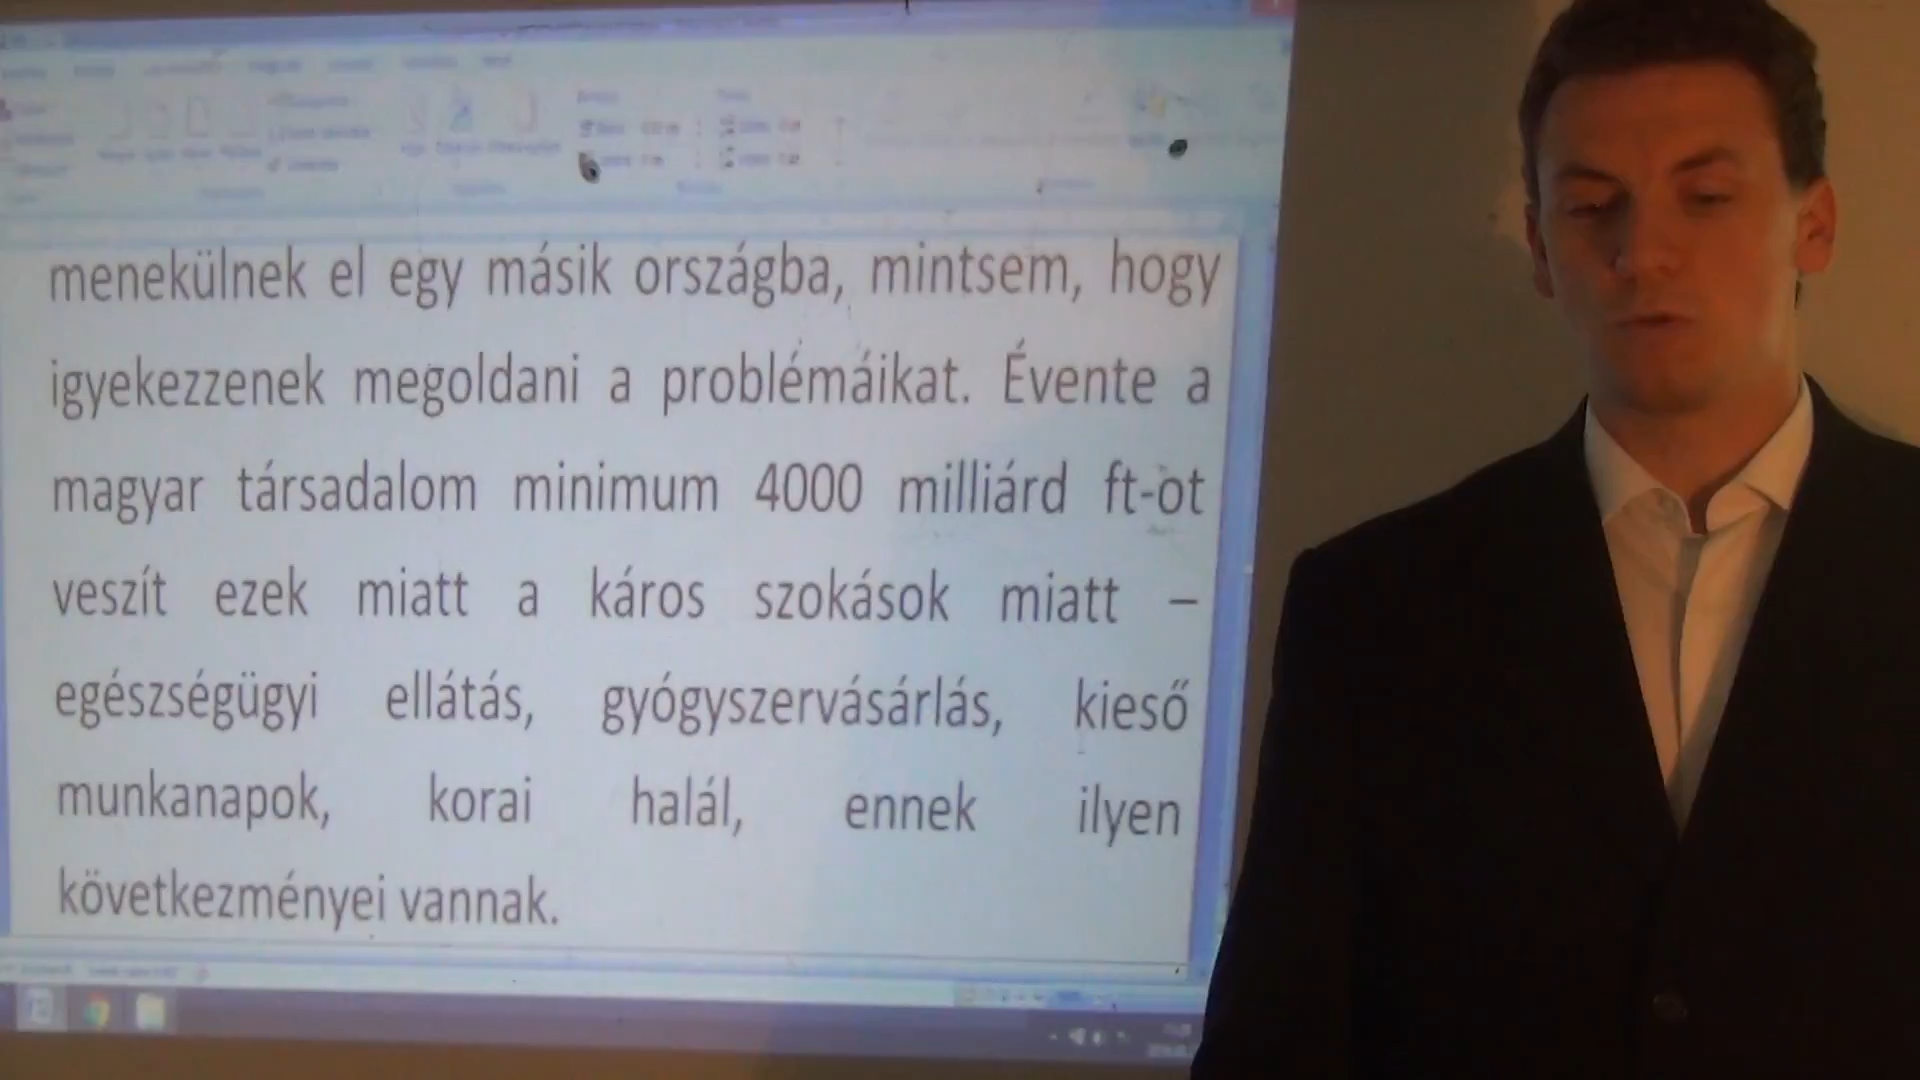 menekülnek el egy másik országba, mintsem, hogy
igyekezzenek megoldani a problémáikat. Évente a
magyar társadalom minimum 4000 milliárd ft-ot
veszít ezek miatt a káros szokások miatt –
egészségügyi ellátás, gyógyszervásárlás, kieső
munkanapok, korai halál, ennek ilyen
következményei vannak.